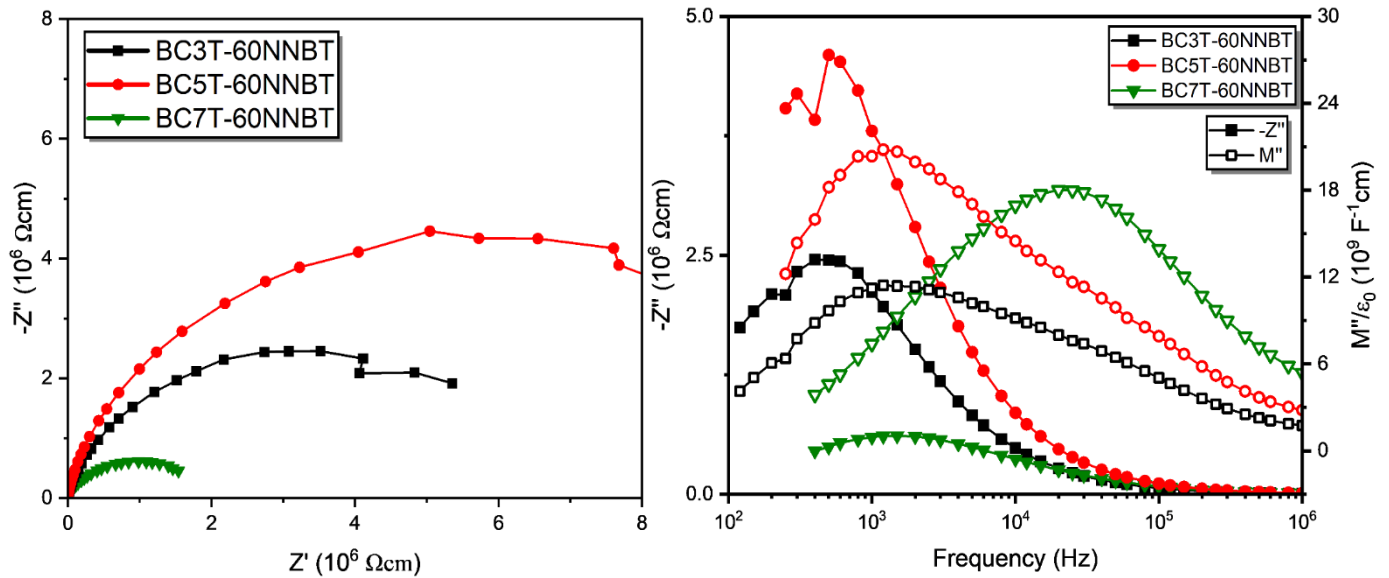 8
6
4
2
0
0
2
4
6
8
-Z'' (10⁶ Ωcm)
Z' (10⁶ Ωcm)
BC3T-60NNBT
BC5T-60NNBT
BC7T-60NNBT
5.0
2.5
0.0
-Z'' (10⁶ Ωcm)
10²
10³
10⁴
10⁵
10⁶
Frequency (Hz)
BC3T-60NNBT
BC5T-60NNBT
BC7T-60NNBT
-Z''
M''
30
24
18
12
6
0
M''/ε₀ (10⁹ F⁻¹cm)